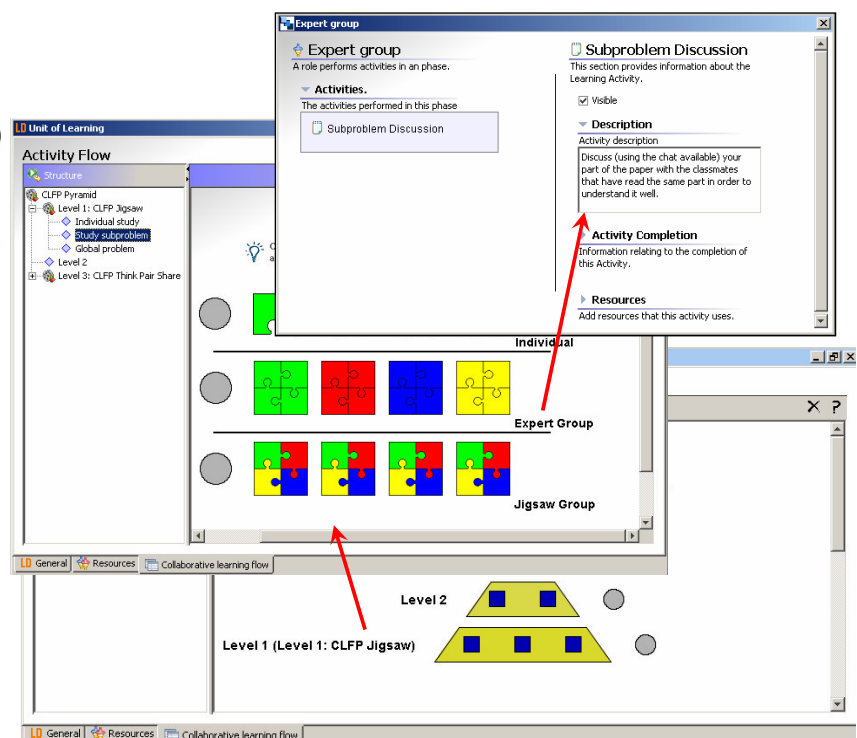 Expert group
Expert group
A role performs activities in an phase.
Activities.
The activities performed in this phase
Subproblem Discussion
Subproblem Discussion
This section provides information about the
Learning Activity.
Visible
Description
Activity description
Discuss (using the chat available) your
part of the paper with the classmates
that have read the same part in order to
understand it well.
Activity Completion
Information relating to the completion of
this Activity.
Resources
Add resources that this activity uses.
LD Unit of Learning
Activity Flow
Structure
CLFP Pyramid
Level 1: CLFP Jigsaw
Individual study
Study subproblem
Global problem
Level 2
Level 3: CLFP Think Pair Share
Individual
Expert Group
Jigsaw Group
LD General Resources Collaborative learning flow
Level 2
Level 1 (Level 1: CLFP Jigsaw)
LD General Resources Collaborative learning flow